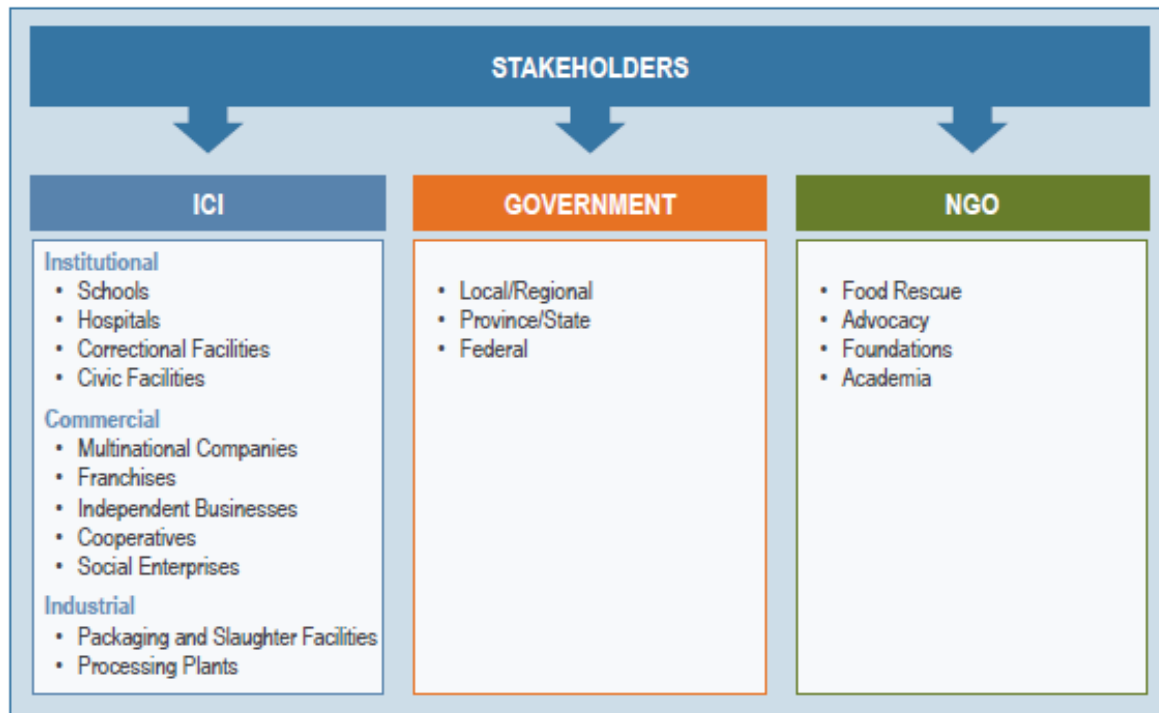 STAKEHOLDERS
ICI
Institutional
• Schools
• Hospitals
• Correctional Facilities
• Civic Facilities
Commercial
• Multinational Companies
• Franchises
• Independent Businesses
• Cooperatives
• Social Enterprises
Industrial
• Packaging and Slaughter Facilities
• Processing Plants
GOVERNMENT
• Local/Regional
• Province/State
• Federal
NGO
• Food Rescue
• Advocacy
• Foundations
• Academia